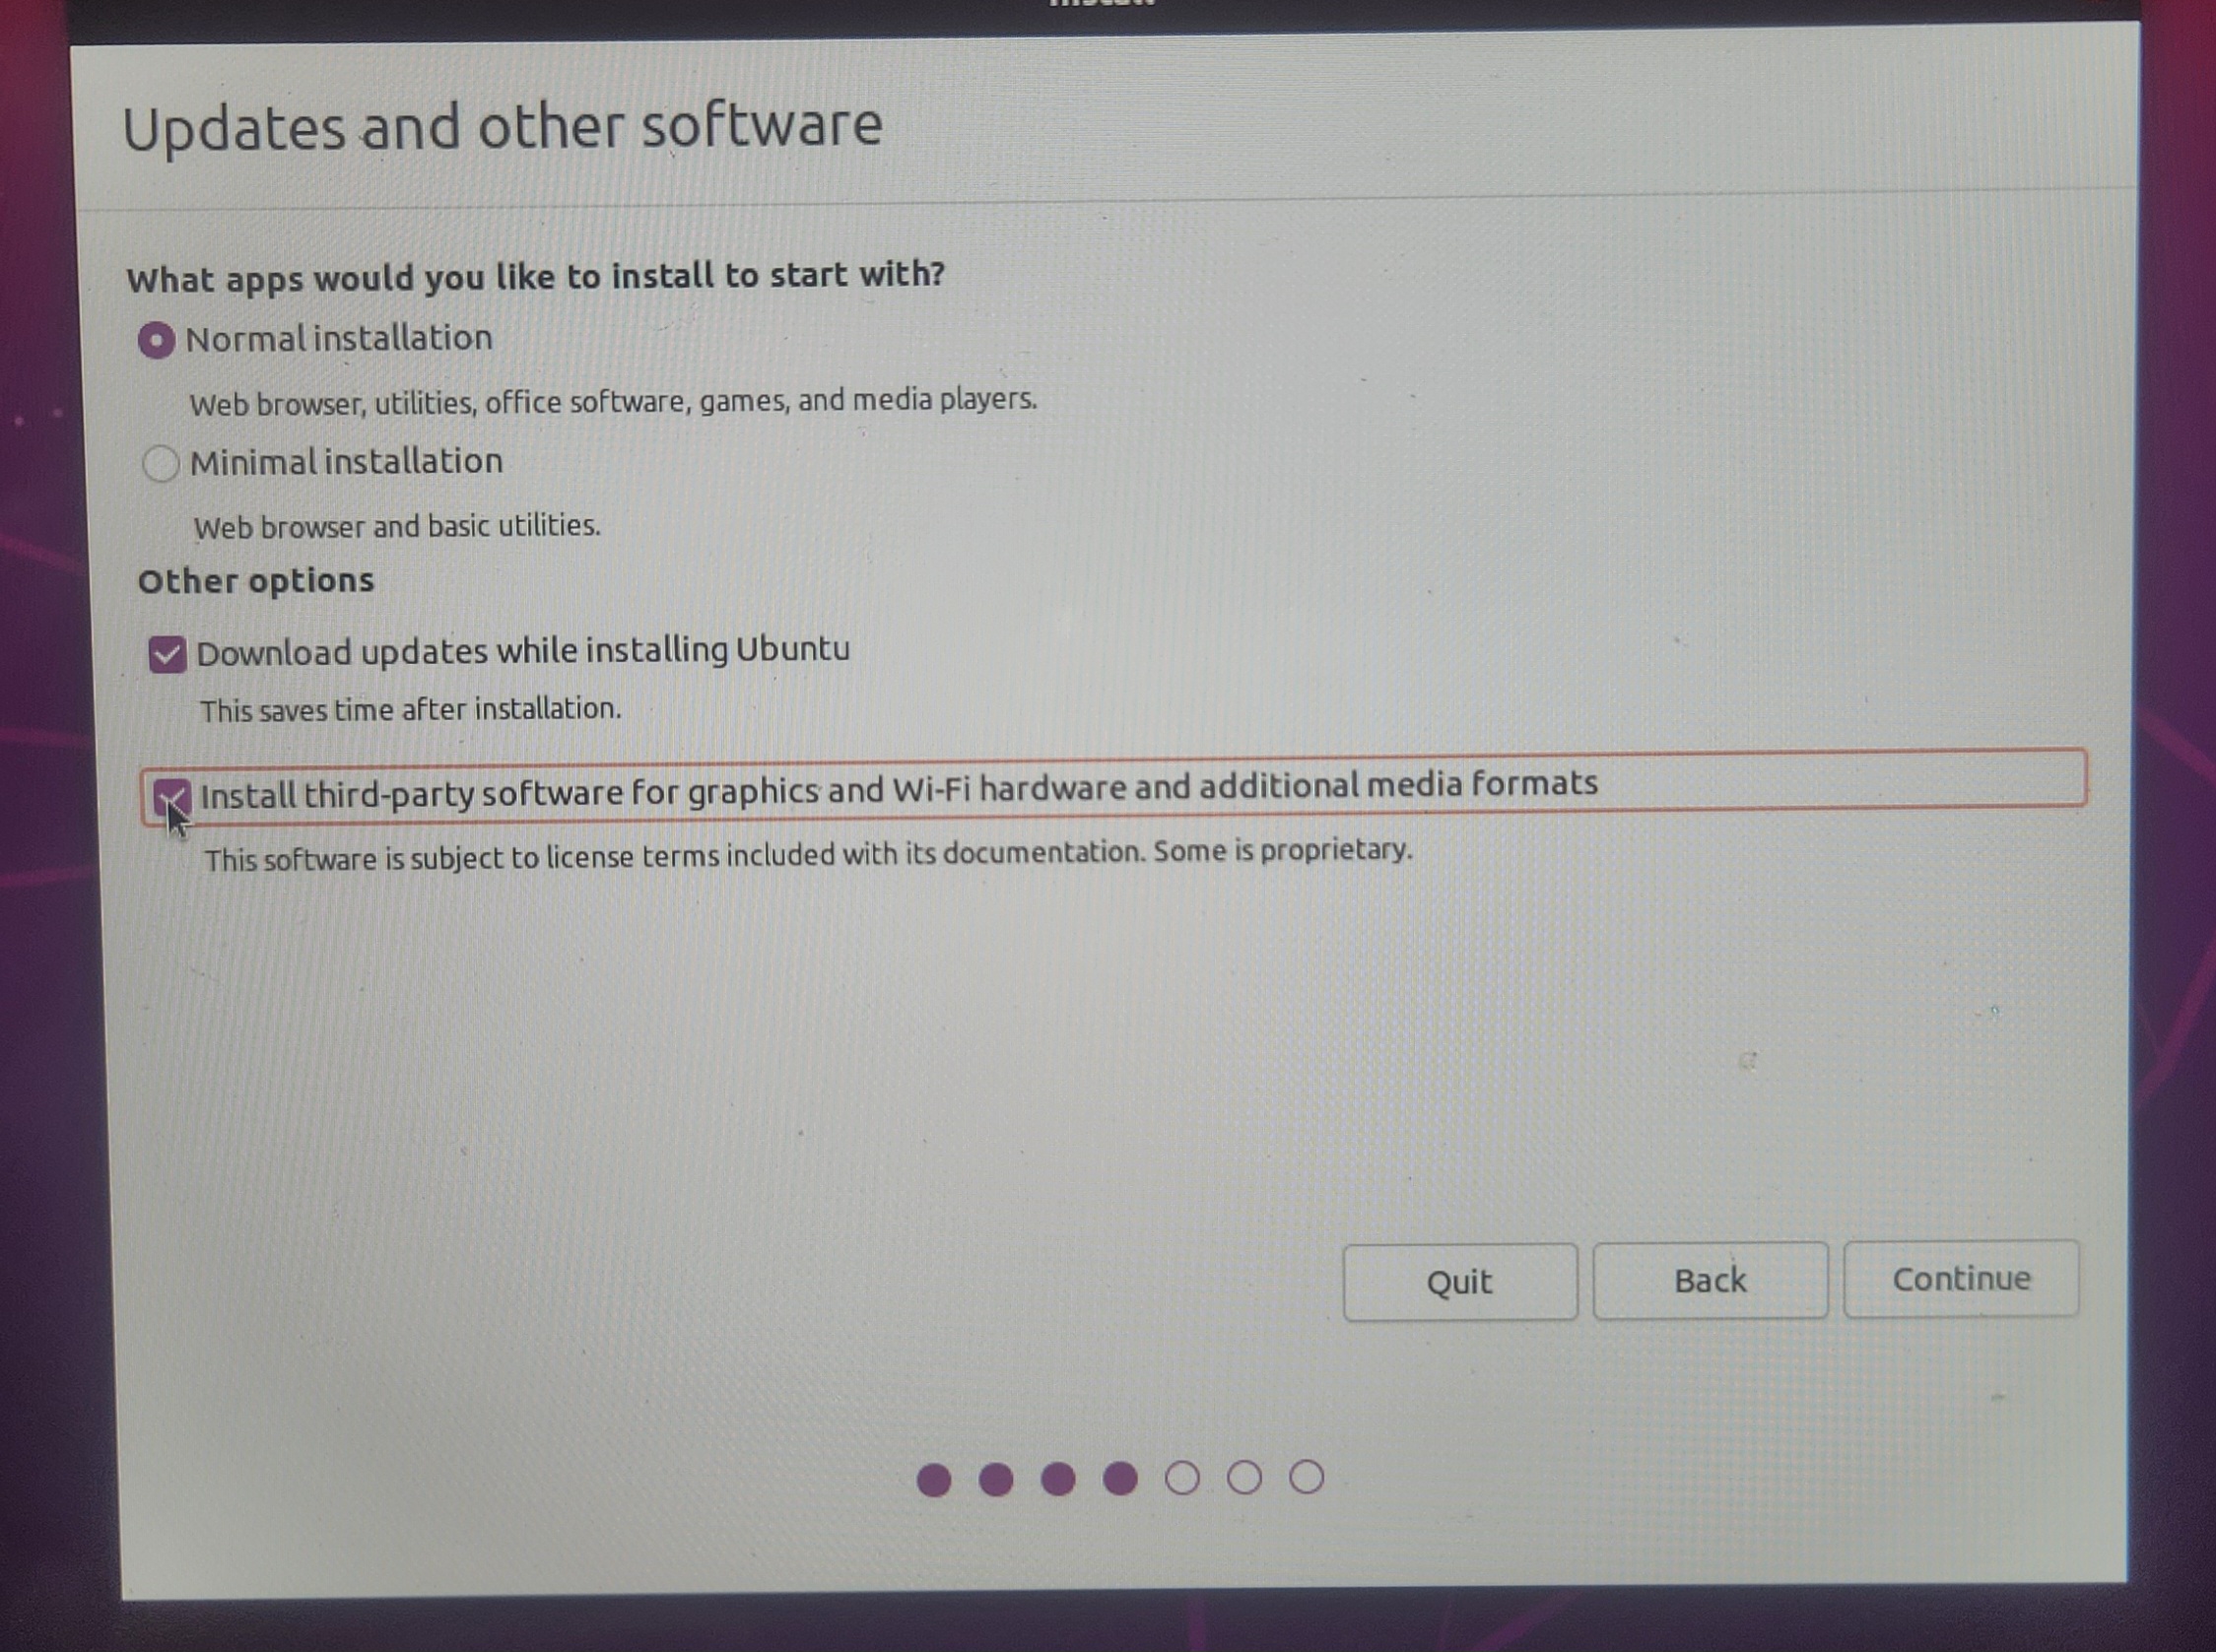 Updates and other software
What apps would you like to install to start with?
Normal installation
Web browser, utilities, office software, games, and media players.
Minimal installation
Web browser and basic utilities.
Other options
Download updates while installing Ubuntu
This saves time after installation.
Install third-party software for graphics and Wi-Fi hardware and additional media formats
This software is subject to license terms included with its documentation. Some is proprietary.
Quit
Back
Continue